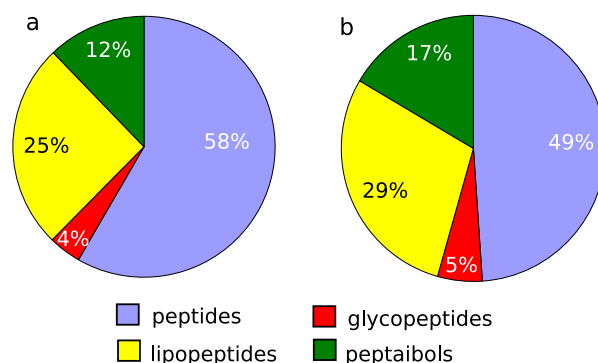 a
12%
58%
25%
4%
b
17%
49%
29%
5%
peptides
glycopeptides
lipopeptides
peptaibols